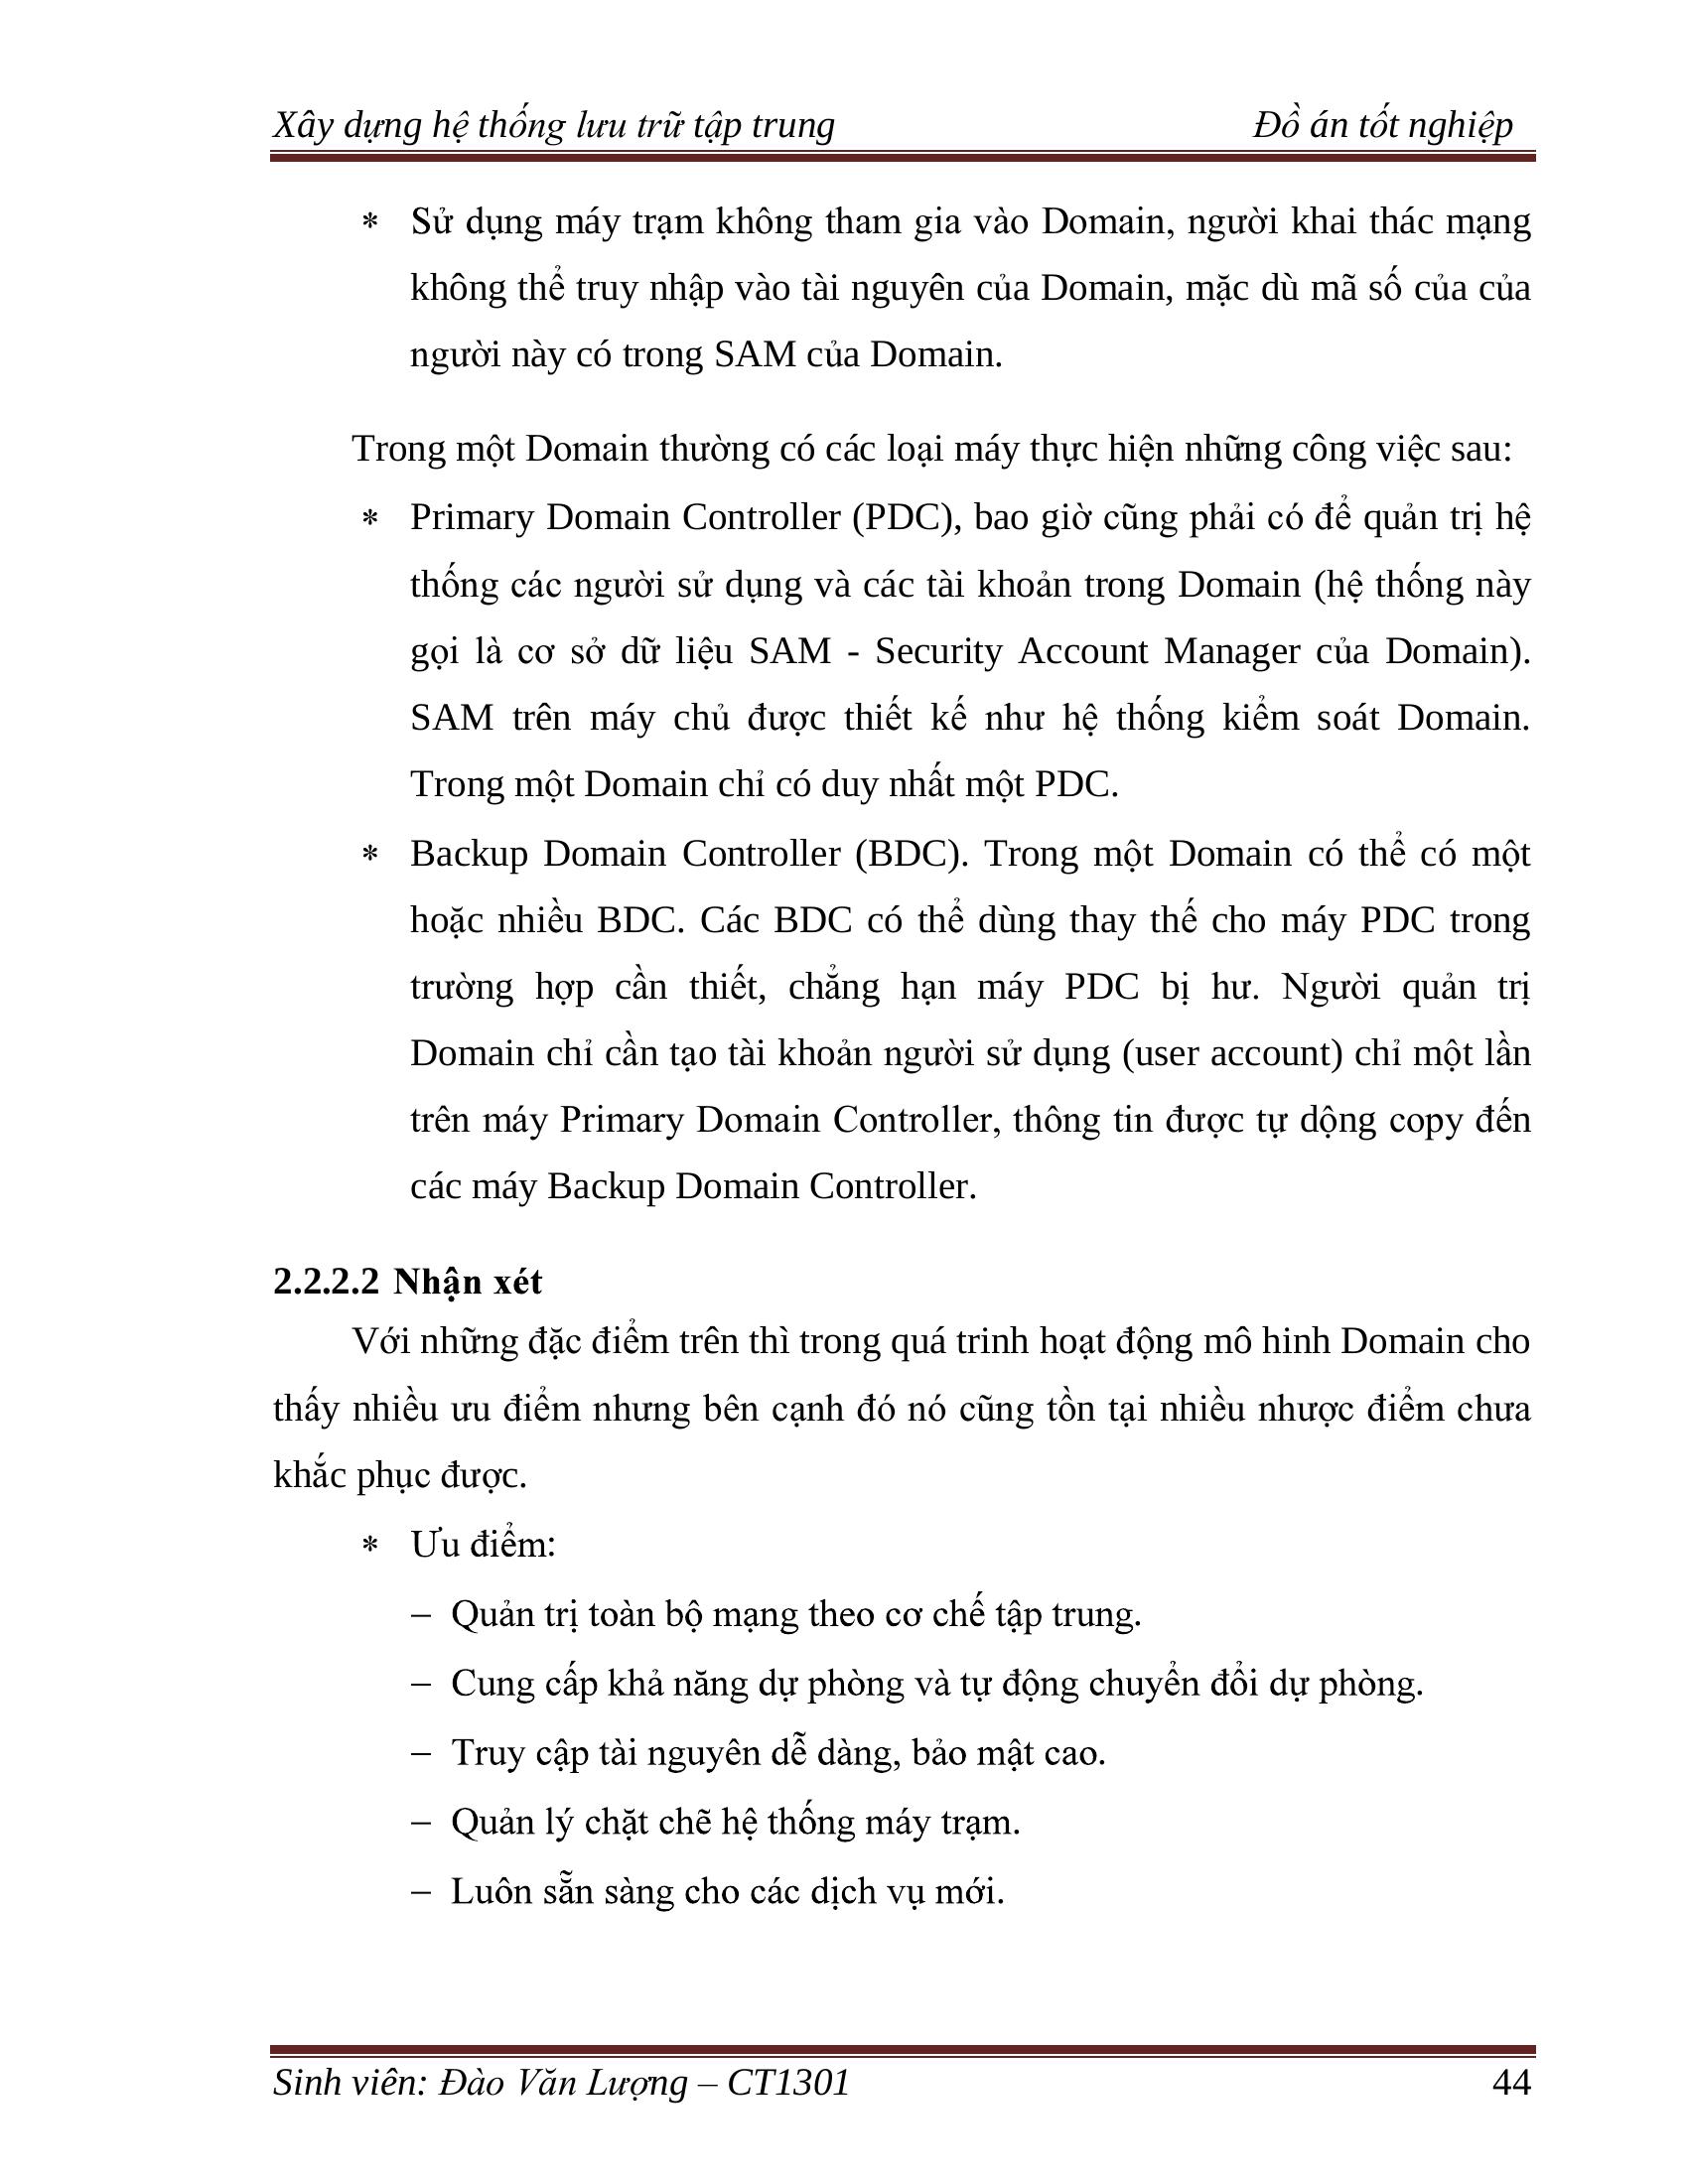 Xây dựng hệ thống lưu trữ tập trung Đồ án tốt nghiệp
* Sử dụng máy trạm không tham gia vào Domain, người khai thác mạng
không thể truy nhập vào tài nguyên của Domain, mặc dù mã số của của
người này có trong SAM của Domain.
Trong một Domain thường có các loại máy thực hiện những công việc sau:
* Primary Domain Controller (PDC), bao giờ cũng phải có để quản trị hệ
thống các người sử dụng và các tài khoản trong Domain (hệ thống này
gọi là cơ sở dữ liệu SAM - Security Account Manager của Domain).
SAM trên máy chủ được thiết kế như hệ thống kiểm soát Domain.
Trong một Domain chỉ có duy nhất một PDC.
* Backup Domain Controller (BDC). Trong một Domain có thể có một
hoặc nhiều BDC. Các BDC có thể dùng thay thế cho máy PDC trong
trường hợp cần thiết, chẳng hạn máy PDC bị hư. Người quản trị
Domain chỉ cần tạo tài khoản người sử dụng (user account) chỉ một lần
trên máy Primary Domain Controller, thông tin được tự dộng copy đến
các máy Backup Domain Controller.
2.2.2.2 Nhận xét
Với những đặc điểm trên thì trong quá trinh hoạt động mô hinh Domain cho
thấy nhiều ưu điểm nhưng bên cạnh đó nó cũng tồn tại nhiều nhược điểm chưa
khắc phục được.
* Ưu điểm:
– Quản trị toàn bộ mạng theo cơ chế tập trung.
– Cung cấp khả năng dự phòng và tự động chuyển đổi dự phòng.
– Truy cập tài nguyên dễ dàng, bảo mật cao.
– Quản lý chặt chẽ hệ thống máy trạm.
– Luôn sẵn sàng cho các dịch vụ mới.
Sinh viên: Đào Văn Lượng – CT1301 44